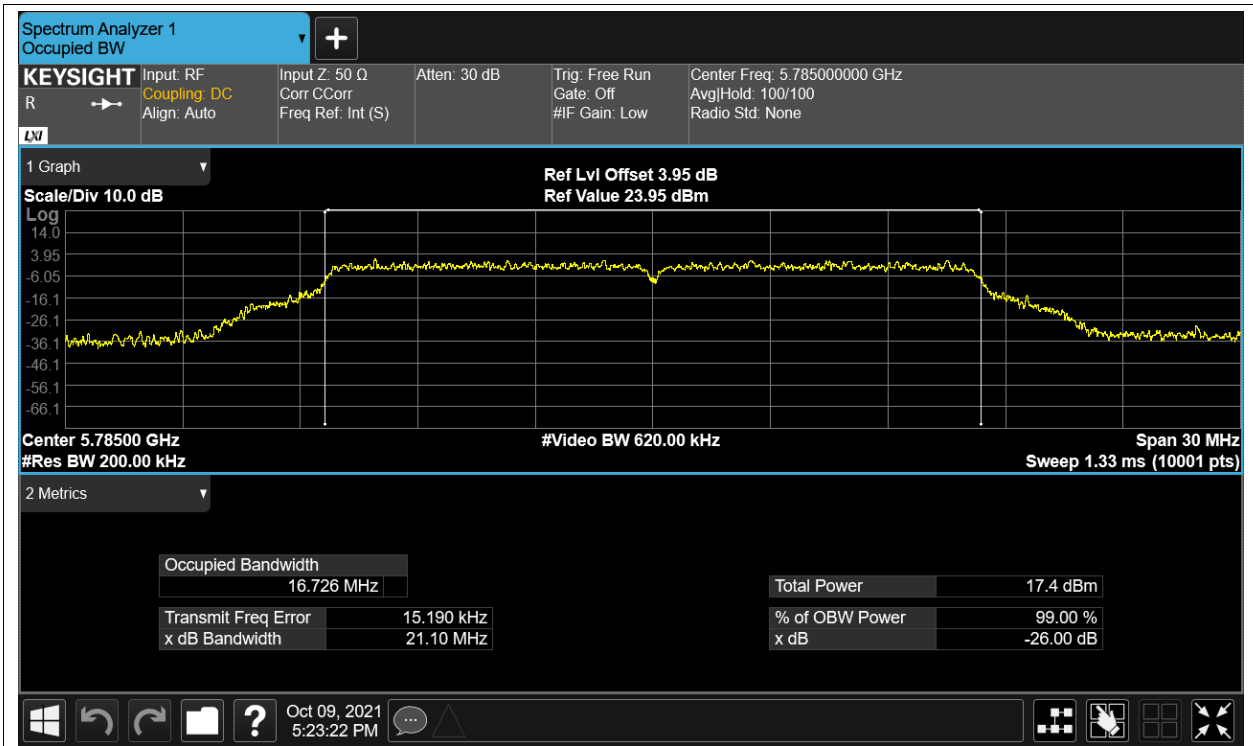 Spectrum Analyzer 1
Occupied BW
KEYSIGHT
R
LXI
Input: RF
Coupling: DC
Align: Auto
Input Z: 50 Ω
Corr CCorr
Freq Ref: Int (S)
Atten: 30 dB
Trig: Free Run
Gate: Off
#IF Gain: Low
Center Freq: 5.785000000 GHz
Avg|Hold: 100/100
Radio Std: None
1 Graph
Scale/Div 10.0 dB
Ref Lvl Offset 3.95 dB
Ref Value 23.95 dBm
Log
14.0
3.95
-6.05
-16.1
-26.1
-36.1
-46.1
-56.1
-66.1
Center 5.78500 GHz
#Video BW 620.00 kHz
Span 30 MHz
#Res BW 200.00 kHz
Sweep 1.33 ms (10001 pts)
2 Metrics
Occupied Bandwidth
16.726 MHz
Total Power 17.4 dBm
Transmit Freq Error 15.190 kHz
% of OBW Power 99.00 %
x dB Bandwidth 21.10 MHz
x dB -26.00 dB
?
Oct 09, 2021
5:23:22 PM